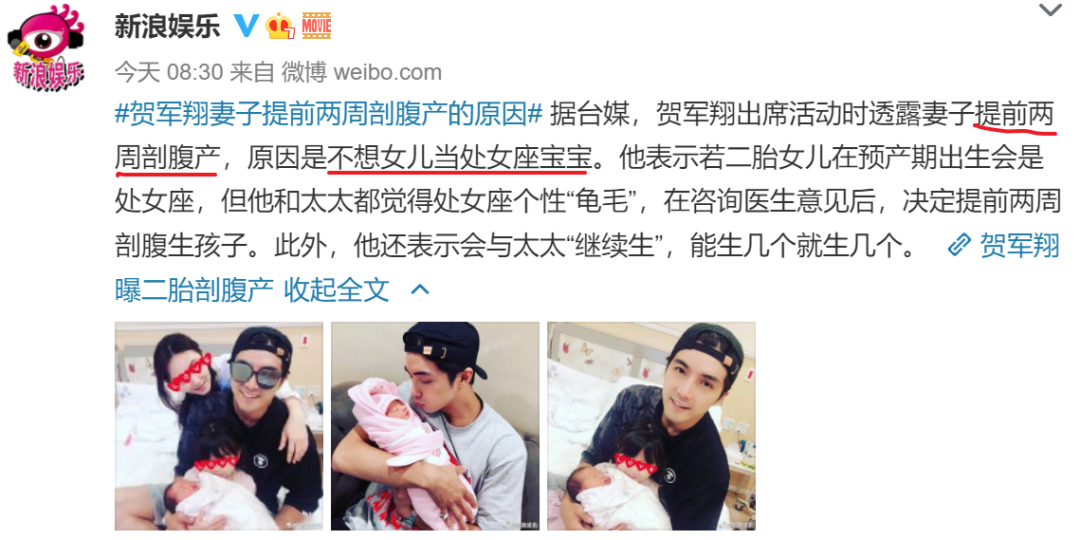 新浪娱乐
MOVIE
新浪娱乐
今天 08:30 来自 微博 weibo.com
#贺军翔妻子提前两周剖腹产的原因# 据台媒，贺军翔出席活动时透露妻子提前两
周剖腹产，原因是不想女儿当处女座宝宝。他表示若二胎女儿在预产期出生会是
处女座，但他和太太都觉得处女座个性“龟毛”，在咨询医生意见后，决定提前两周
剖腹生孩子。此外，他还表示会与太太“继续生”，能生几个就生几个。 贺军翔
曝二胎剖腹产 收起全文